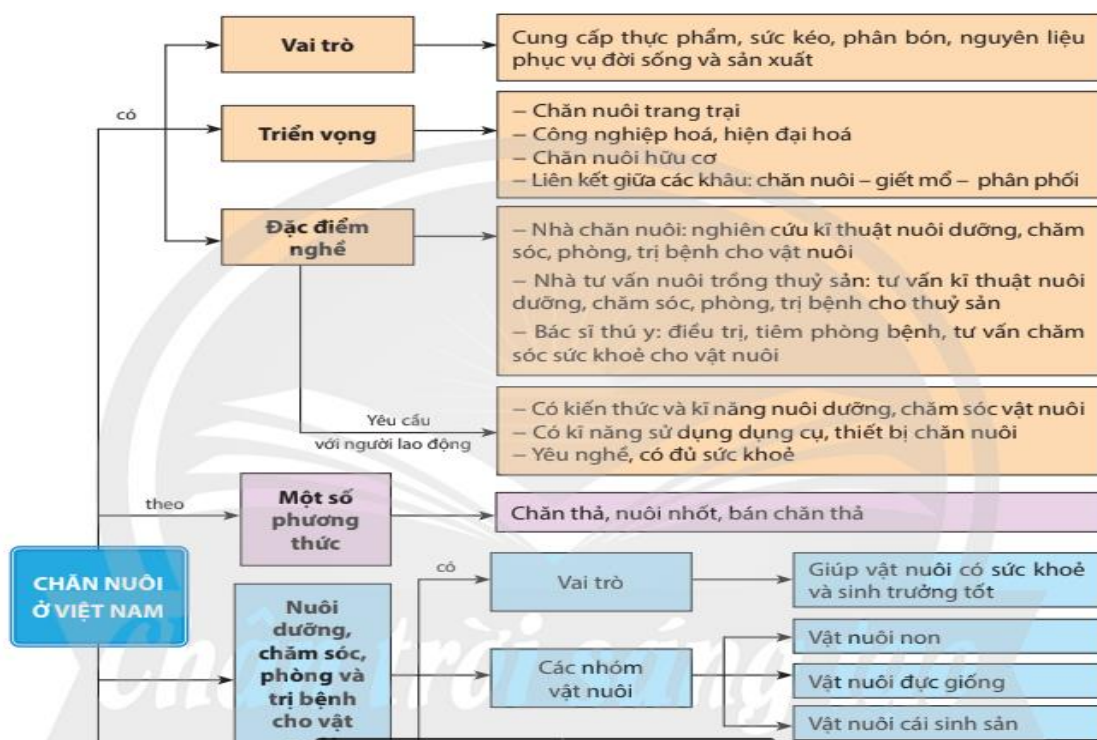 Vai trò
Cung cấp thực phẩm, sức kéo, phân bón, nguyên liệu
phục vụ đời sống và sản xuất
có
Triển vọng
– Chăn nuôi trang trại
– Công nghiệp hoá, hiện đại hoá
– Chăn nuôi hữu cơ
– Liên kết giữa các khâu: chăn nuôi – giết mổ – phân phối
Đặc điểm
nghề
– Nhà chăn nuôi: nghiên cứu kĩ thuật nuôi dưỡng, chăm
sóc, phòng, trị bệnh cho vật nuôi
– Nhà tư vấn nuôi trồng thuỷ sản: tư vấn kĩ thuật nuôi
dưỡng, chăm sóc, phòng, trị bệnh cho thuỷ sản
– Bác sĩ thú y: điều trị, tiêm phòng bệnh, tư vấn chăm
sóc sức khoẻ cho vật nuôi
Yêu cầu
với người lao động
– Có kiến thức và kĩ năng nuôi dưỡng, chăm sóc vật nuôi
– Có kĩ năng sử dụng dụng cụ, thiết bị chăn nuôi
– Yêu nghề, có đủ sức khoẻ
theo
Một số
phương
thức
Chăn thả, nuôi nhốt, bán chăn thả
CHĂN NUÔI
Ở VIỆT NAM
Nuôi
dưỡng,
chăm sóc,
phòng và
trị bệnh
cho vật
có
Vai trò
Giúp vật nuôi có sức khoẻ
và sinh trưởng tốt
Các nhóm
vật nuôi
Vật nuôi non
Vật nuôi đực giống
Vật nuôi cái sinh sản
Chân trời sáng tạo